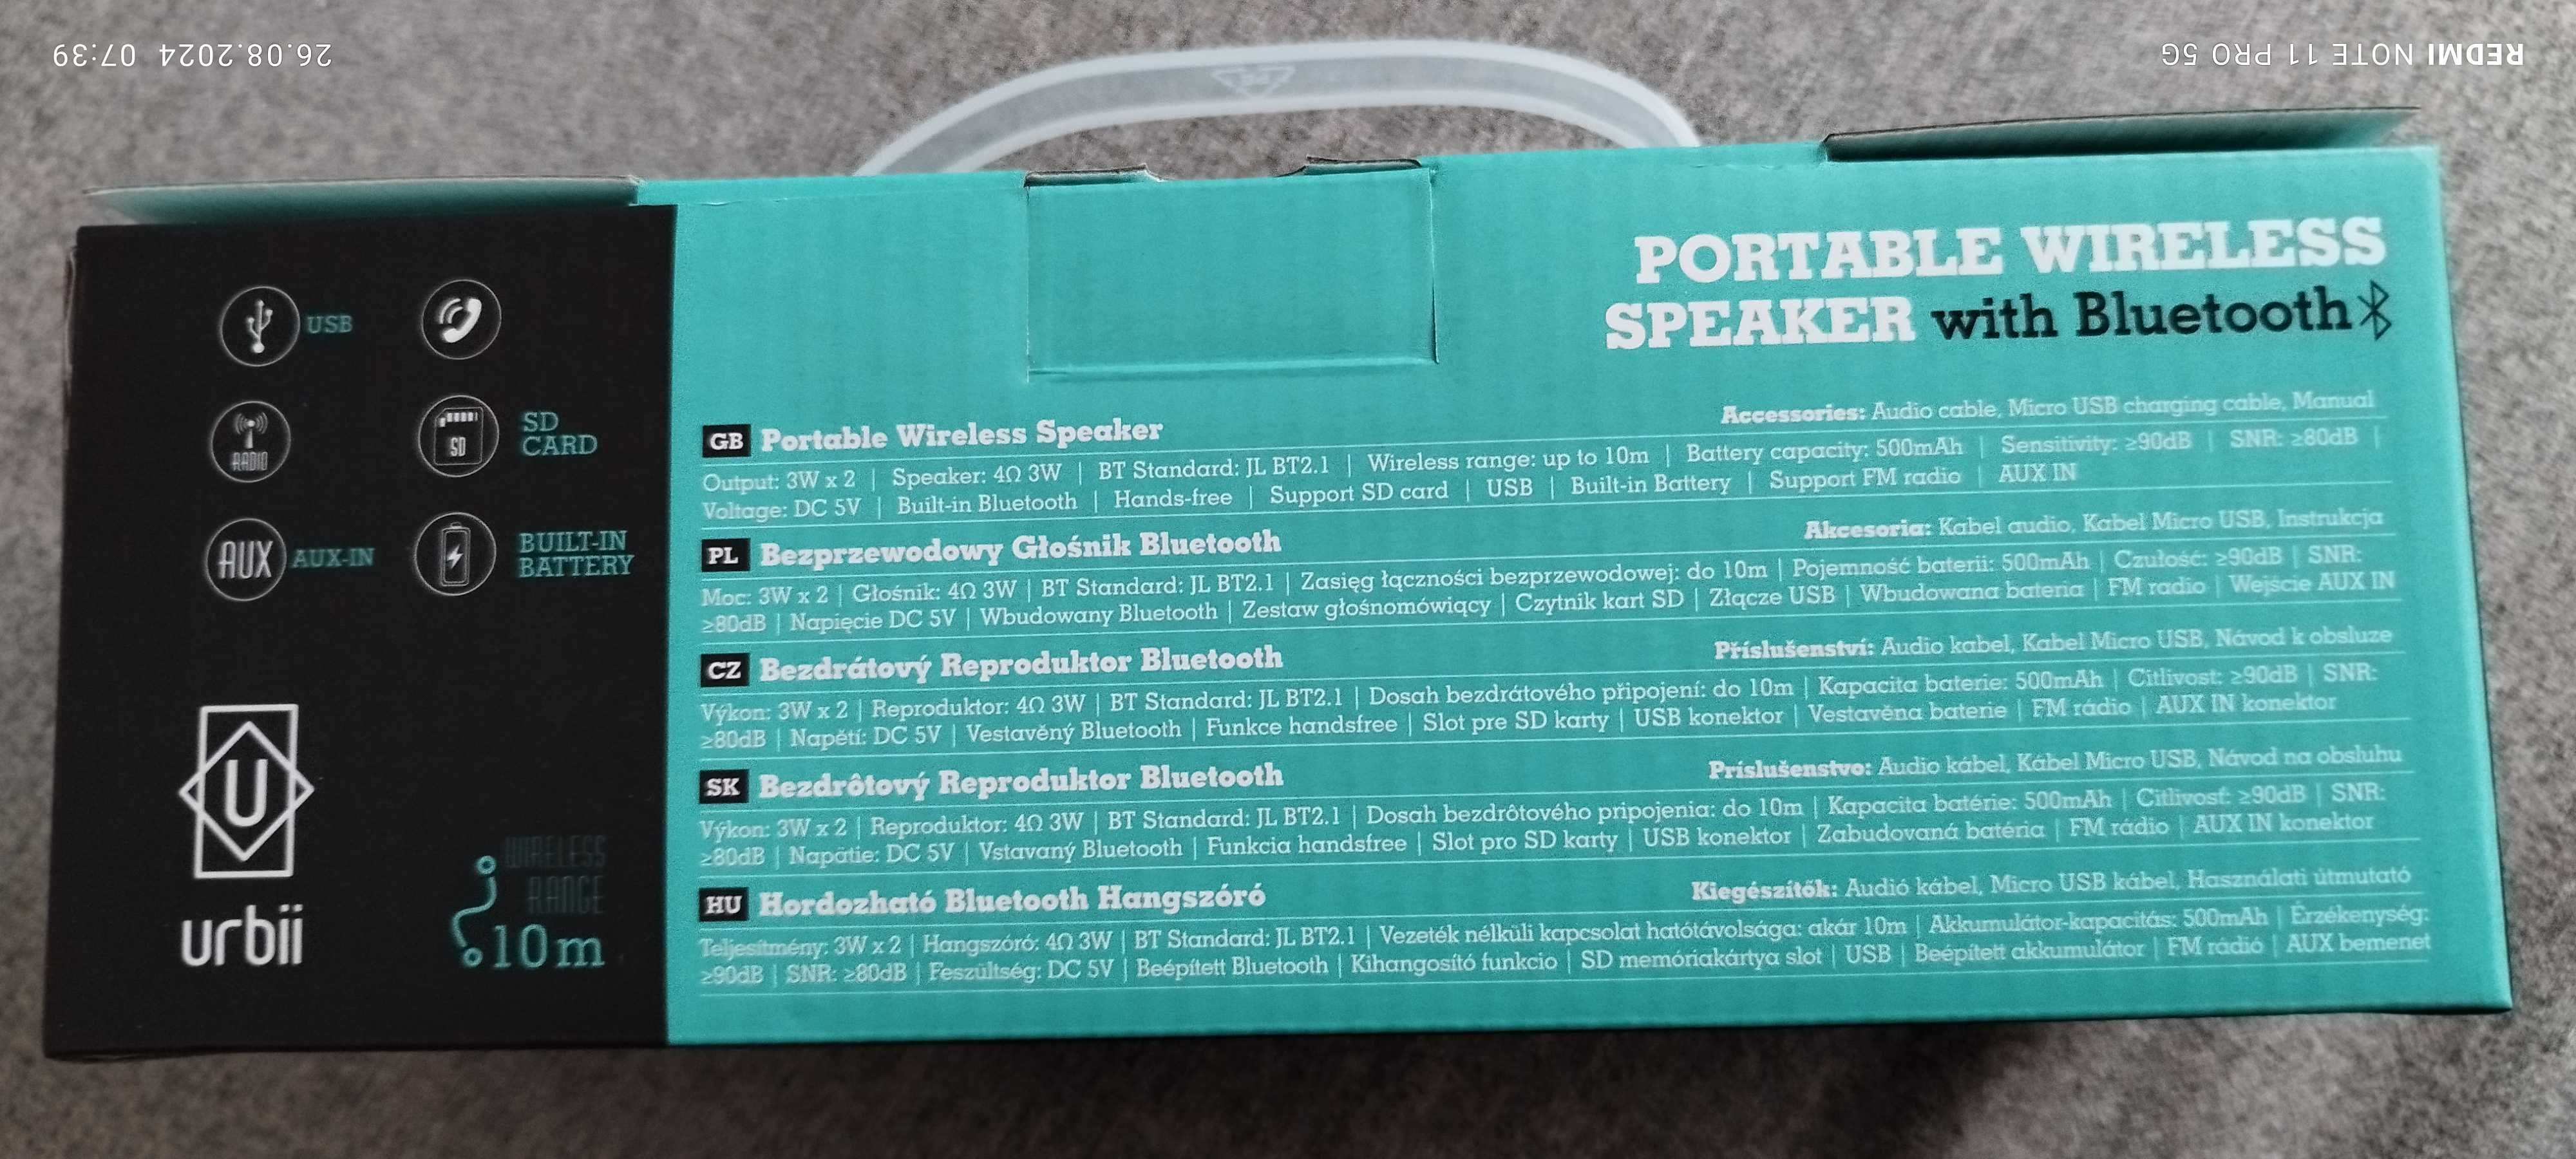 REDMI NOTE 11 PRO 5G
26.08.2024 07:39
USB
RADIO
SD
SD
CARD
AUX
AUX-IN
BUILT-IN
BATTERY
U
urbii
WIRELESS
RANGE
10m
PORTABLE WIRELESS
SPEAKER with Bluetooth
GB Portable Wireless Speaker
Accessories: Audio cable, Micro USB charging cable, Manual
Output: 3W x 2 | Speaker: 4Ω 3W | BT Standard: JL BT2.1 | Wireless range: up to 10m | Battery capacity: 500mAh | Sensitivity: ≥90dB | SNR: ≥80dB |
Voltage: DC 5V | Built-in Bluetooth | Hands-free | Support SD card | USB | Built-in Battery | Support FM radio | AUX IN
PL Bezprzewodowy Głośnik Bluetooth
Akcesoria: Kabel audio, Kabel Micro USB, Instrukcja
Moc: 3W x 2 | Głośnik: 4Ω 3W | BT Standard: JL BT2.1 | Zasięg łączności bezprzewodowej: do 10m | Pojemność baterii: 500mAh | Czułość: ≥90dB | SNR:
≥80dB | Napięcie DC 5V | Wbudowany Bluetooth | Zestaw głośnomówiący | Czytnik kart SD | Złącze USB | Wbudowana bateria | FM radio | Wejście AUX IN
CZ Bezdrátový Reproduktor Bluetooth
Příslušenství: Audio kabel, Kabel Micro USB, Návod k obsluze
Výkon: 3W x 2 | Reproduktor: 4Ω 3W | BT Standard: JL BT2.1 | Dosah bezdrátového připojení: do 10m | Kapacita baterie: 500mAh | Citlivost: ≥90dB | SNR:
≥80dB | Napětí: DC 5V | Vestavěný Bluetooth | Funkce handsfree | Slot pre SD karty | USB konektor | Vestavěna baterie | FM rádio | AUX IN konektor
SK Bezdrôtový Reproduktor Bluetooth
Príslušenstvo: Audio kábel, Kábel Micro USB, Návod na obsluhu
Výkon: 3W x 2 | Reproduktor: 4Ω 3W | BT Standard: JL BT2.1 | Dosah bezdrôtového pripojenia: do 10m | Kapacita batérie: 500mAh | Citlivosť: ≥90dB | SNR:
≥80dB | Napätie: DC 5V | Vstavaný Bluetooth | Funkcia handsfree | Slot pro SD karty | USB konektor | Zabudovaná batéria | FM rádio | AUX IN konektor
HU Hordozható Bluetooth Hangszóró
Kiegészítők: Audió kábel, Micro USB kábel, Használati útmutató
Teljesítmény: 3W x 2 | Hangszóró: 4Ω 3W | BT Standard: JL BT2.1 | Vezeték nélküli kapcsolat hatótávolsága: akár 10m | Akkumulátor-kapacitás: 500mAh | Érzékenység:
≥90dB | SNR: ≥80dB | Feszültség: DC 5V | Beépített Bluetooth | Kihangosító funkcio | SD memóriakártya slot | USB | Beépített akkumulátor | FM rádió | AUX bemenet